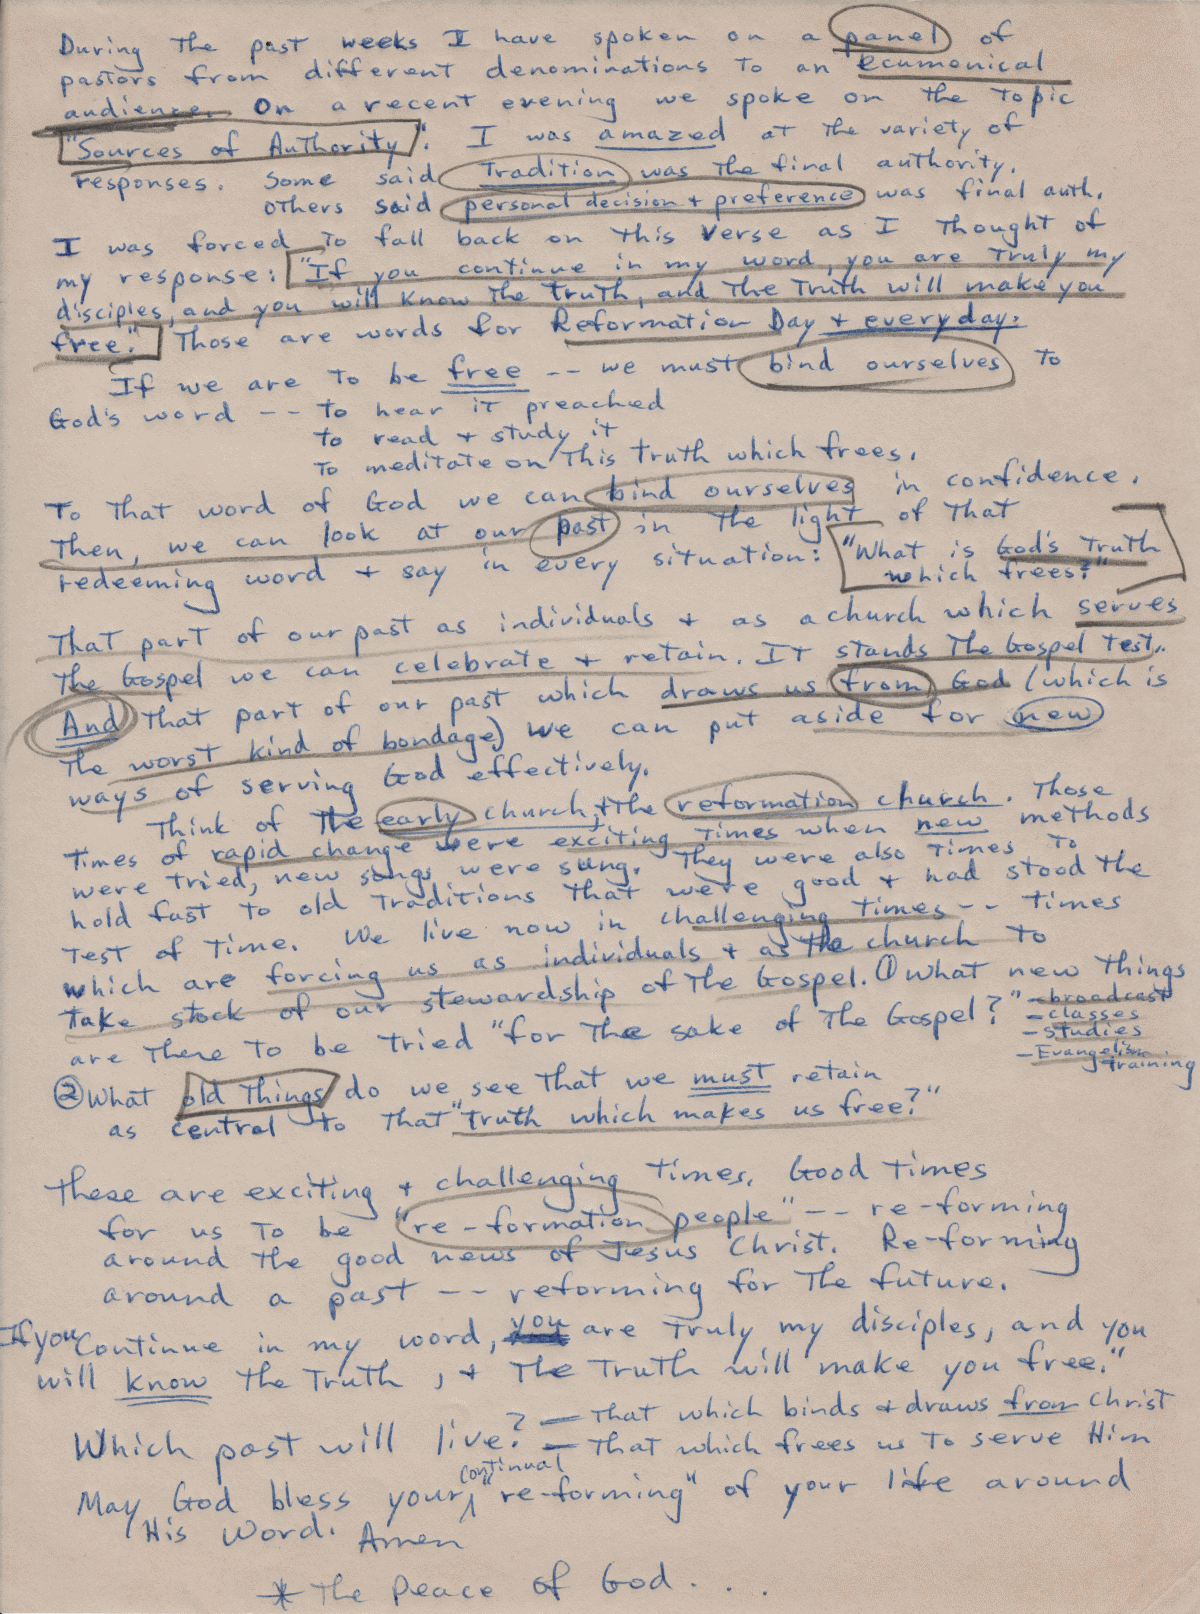 During the past weeks I have spoken on a panel of
pastors from different denominations to an ecumenical
audience. On a recent evening we spoke on the topic
"Sources of Authority". I was amazed at the variety of
responses. Some said Tradition was the final authority.
others said personal decision + preference was final auth.
I was forced to fall back on this verse as I thought of
my response: "If you continue in my word, you are truly my
disciples, and you will know the truth, and the truth will make you
free." Those are words for Reformation Day + everyday.
If we are to be free -- we must bind ourselves to
God's word -- to hear it preached
to read + study it
to meditate on this truth which frees.
To that word of God we can bind ourselves in confidence.
Then, we can look at our past in the light of that
redeeming word + say in every situation: "What is God's Truth
which frees?"
That part of our past as individuals + as a church which serves
the Gospel we can celebrate + retain. It stands the Gospel test.
And that part of our past which draws us from God (which is
the worst kind of bondage) we can put aside for new
ways of serving God effectively.
Think of the early church + the reformation church. Those
times of rapid change were exciting times when new methods
were tried, new songs were sung. They were also times to
hold fast to old traditions that were good + had stood the
test of time. We live now in challenging times -- times
which are forcing us as individuals + as the church to
take stock of our stewardship of the Gospel. ① What new things
are there to be tried "for the sake of the Gospel?" - broadcast
- classes
- studies
- Evangelism
training
② What old things do we see that we must retain
as central to that "truth which makes us free?"
These are exciting + challenging times. Good times
for us to be "re-formation people" -- re-forming
around the good news of Jesus Christ. Re-forming
around a past -- reforming for the future.
If you continue in my word, you are truly my disciples, and you
will know the truth, + the truth will make you free."
Which past will live? - That which binds + draws from Christ
- That which frees us to serve Him
May God bless your continual "re-forming" of your life around
His Word. Amen
* The Peace of God . . .